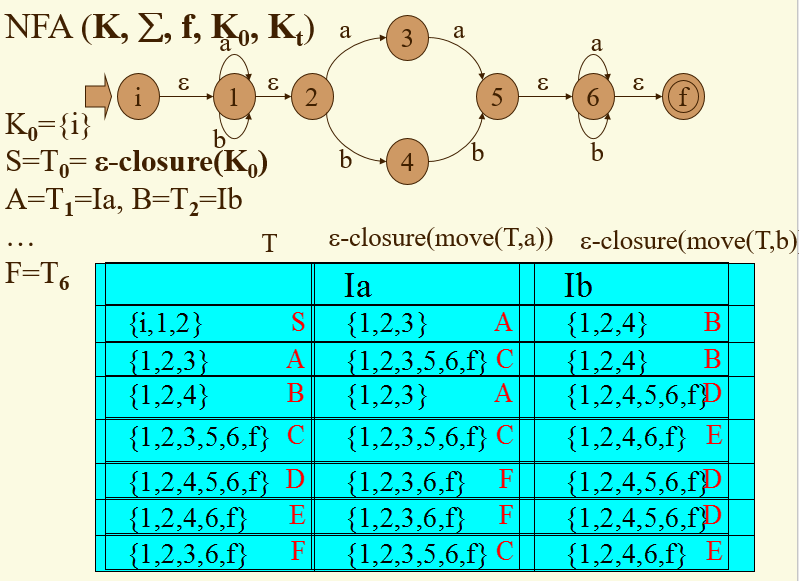 NFA (K, Σ, f, K₀, Kₜ)
a
a
3
a
a
i
ε
1
ε
2
5
ε
6
ε
f
b
b
4
b
b
K₀={i}
S=T₀= ε-closure(K₀)
A=T₁=Ia, B=T₂=Ib
…
F=T₆
T
ε-closure(move(T,a))
ε-closure(move(T,b))
Ia Ib
{i,1,2} S {1,2,3} A {1,2,4} B
{1,2,3} A {1,2,3,5,6,f} C {1,2,4} B
{1,2,4} B {1,2,3} A {1,2,4,5,6,f} D
{1,2,3,5,6,f} C {1,2,3,5,6,f} C {1,2,4,6,f} E
{1,2,4,5,6,f} D {1,2,3,6,f} F {1,2,4,5,6,f} D
{1,2,4,6,f} E {1,2,3,6,f} F {1,2,4,5,6,f} D
{1,2,3,6,f} F {1,2,3,5,6,f} C {1,2,4,6,f} E